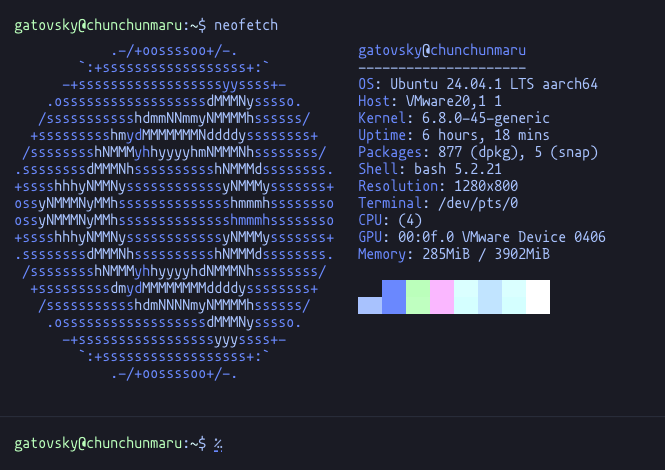 gatovsky@chunchunmaru:~$ neofetch
.-/+oossssoo+/-.
`:+ssssssssssssssssss+:`
-+ssssssssssssssssssyyssss+-
.ossssssssssssssssssdMMMNysssso.
/ssssssssssshdmmNNmmyNMMMMhssssss/
+ssssssssshmydMMMMMMMNddddyssssssss+
/sssssssshNMMMyhhyyyyhmNMMMNhssssssss/
.ssssssssdMMMNhsssssssssshNMMMdssssssss.
+sssshhhyNMMNyssssssssssssyNMMMysssssss+
ossyNMMMNyMMhsssssssssssssshmmmhssssssso
ossyNMMMNyMMhsssssssssssssshmmmhssssssso
+sssshhhyNMMNyssssssssssssyNMMMysssssss+
.ssssssssdMMMNhsssssssssshNMMMdssssssss.
/sssssssshNMMMyhhyyyyhdNMMMNhssssssss/
+sssssssssdmydMMMMMMMMddddyssssssss+
/ssssssssssshdmNNNNmyNMMMMhssssss/
.ossssssssssssssssssdMMMNysssso.
-+sssssssssssssssssyyyssss+-
`:+ssssssssssssssssss+:`
.-/+oossssoo+/-.
gatovsky@chunchunmaru
---------------------
OS: Ubuntu 24.04.1 LTS aarch64
Host: VMware20,1 1
Kernel: 6.8.0-45-generic
Uptime: 6 hours, 18 mins
Packages: 877 (dpkg), 5 (snap)
Shell: bash 5.2.21
Resolution: 1280x800
Terminal: /dev/pts/0
CPU: (4)
GPU: 00:0f.0 VMware Device 0406
Memory: 285MiB / 3902MiB
gatovsky@chunchunmaru:~$